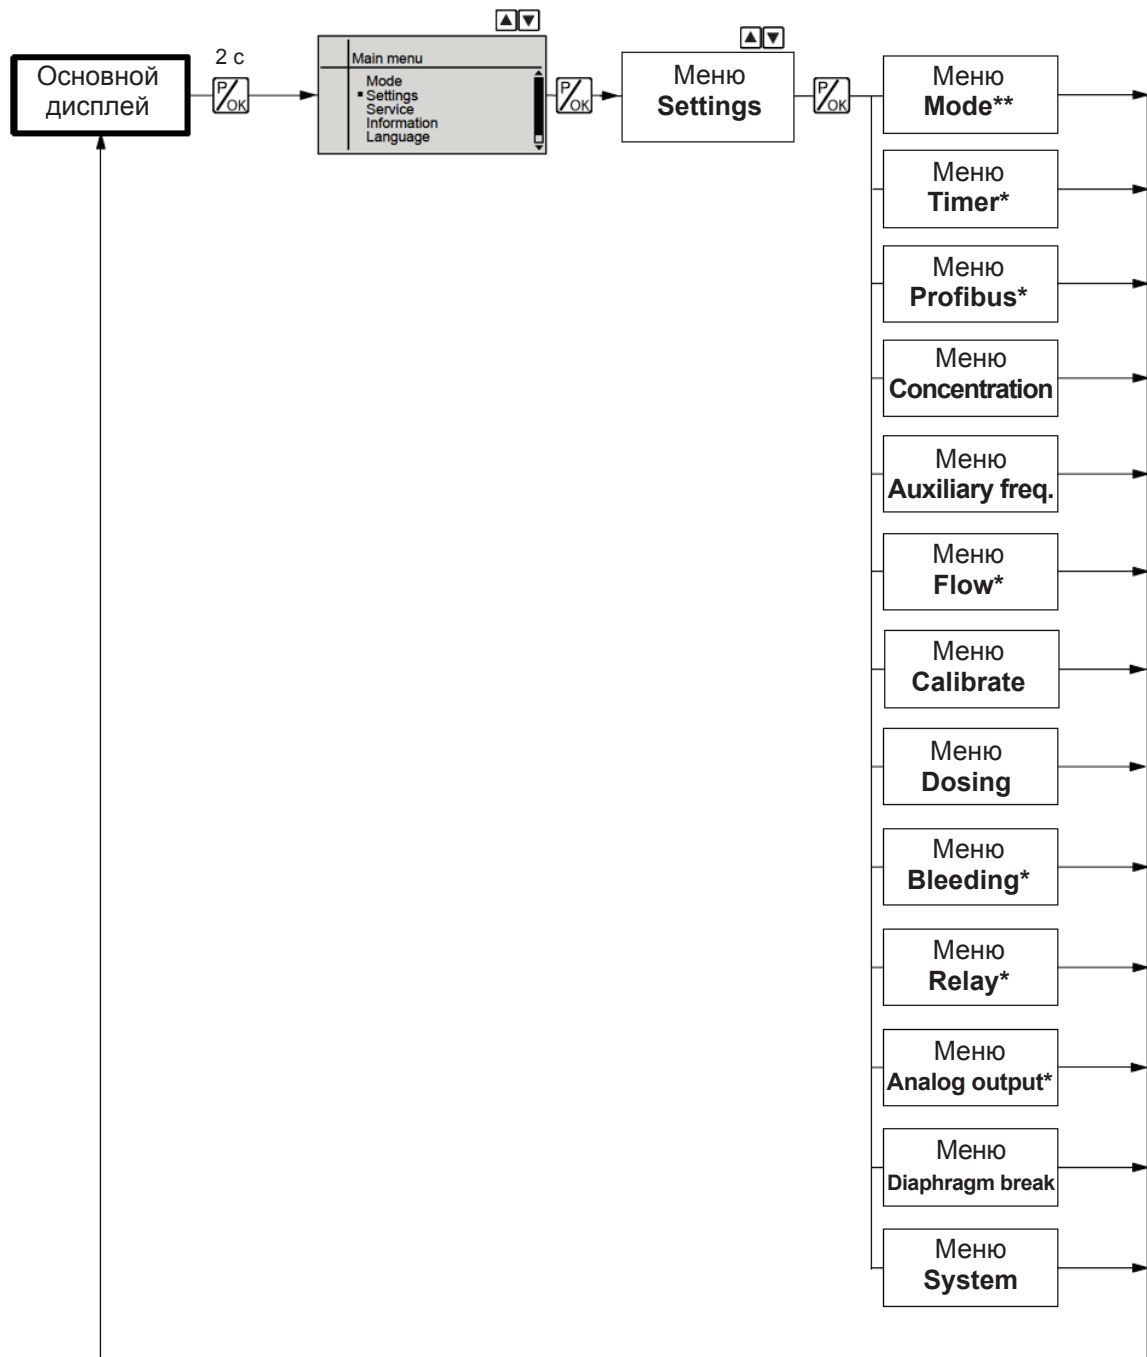 Основной
дисплей
2 с
P/OK
Main menu
Mode
Settings
Service
Information
Language
P/OK
Меню
Settings
P/OK
Меню
Mode**
Меню
Timer*
Меню
Profibus*
Меню
Concentration
Меню
Auxiliary freq.
Меню
Flow*
Меню
Calibrate
Меню
Dosing
Меню
Bleeding*
Меню
Relay*
Меню
Analog output*
Меню
Diaphragm break
Меню
System